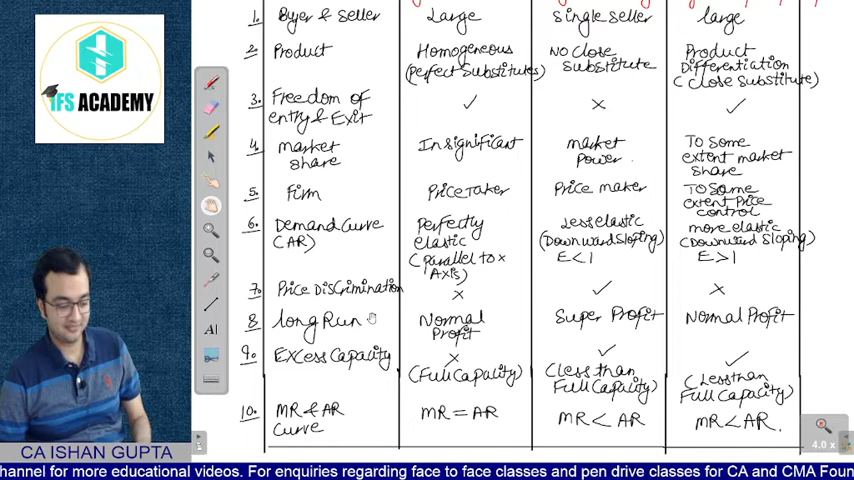 1. Byer & Seller Large Single seller large
2. Product Homogeneous (Perfect Substitutes) NO Close Substitute Product Differentiation (Close Substitute)
3. Freedom of entry & Exit ✓ × ✓
4. market share Insignificant market Power. To Some extent market share
5. Firm Price taker Price maker To Some extent Price control
6. Demand Curve (AR) Perfectly elastic (parallel to x Axis) Less elastic (Downward Sloping) E<1 more elastic (Downward Sloping) E>1
7. Price Discrimination × ✓ ×
8 long Run Normal Profit Super Profit Normal Profit
9. Excess Capacity × (Full Capacity) ✓ (less than Full Capacity) ✓ (Less than Full Capacity)
10. MR & AR Curve MR = AR MR < AR MR < AR.
IFS ACADEMY
4.0 x
CA ISHAN GUPTA
hannel for more educational videos. For enquiries regarding face to face classes and pen drive classes for CA and CMA Foun